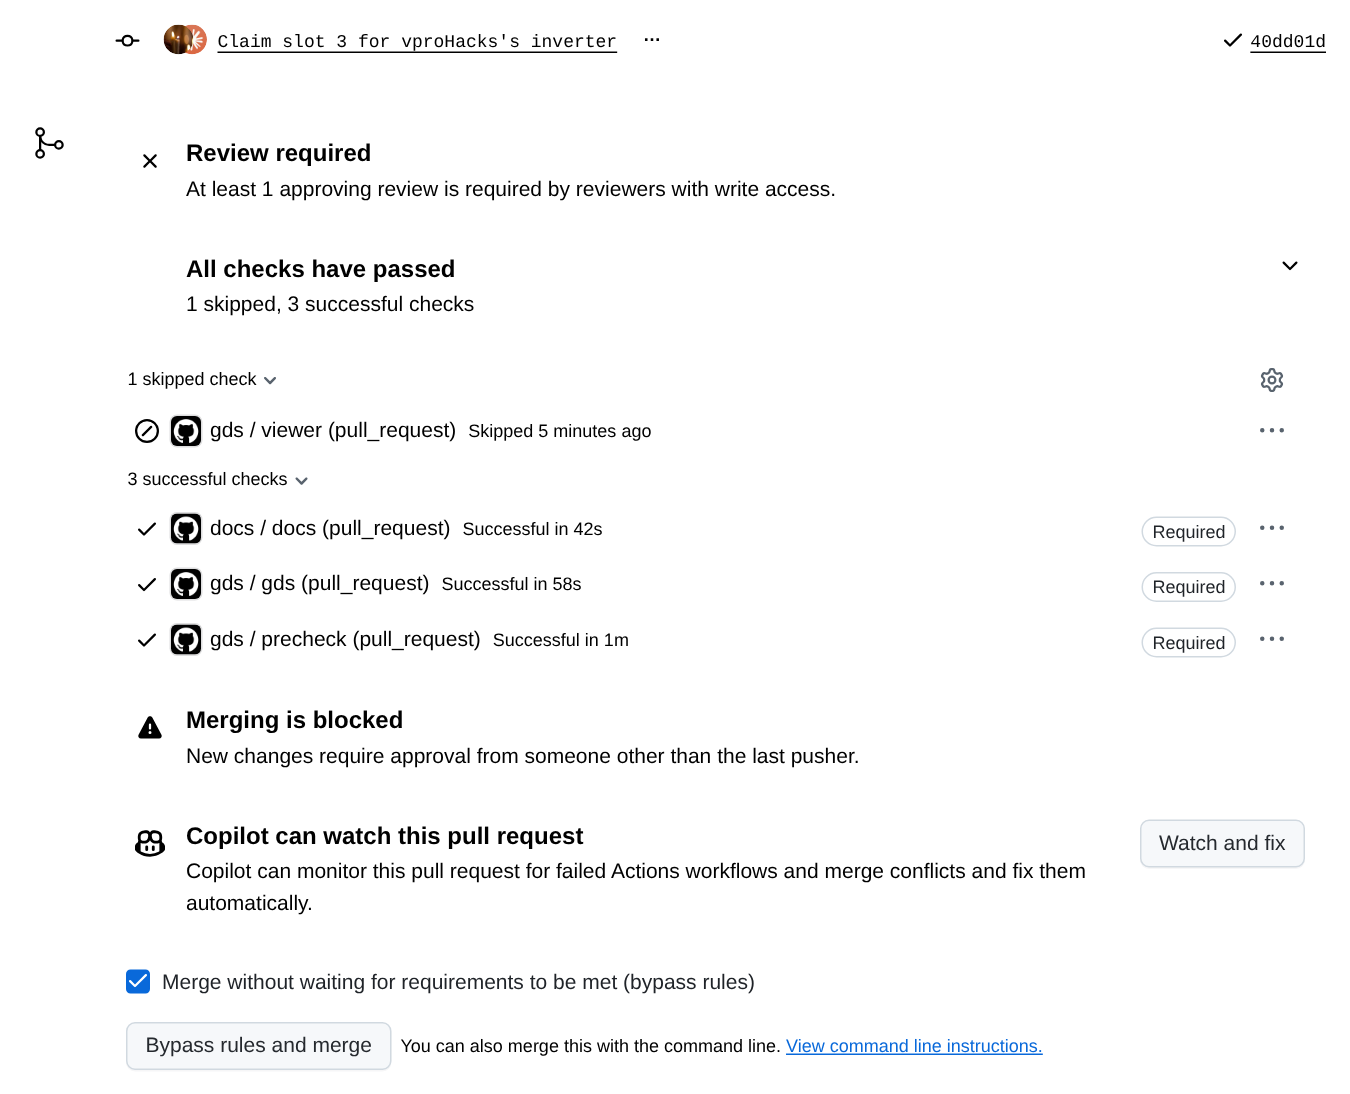 Claim slot 3 for vproHacks's inverter ... 40dd01d
Review required
At least 1 approving review is required by reviewers with write access.
All checks have passed
1 skipped, 3 successful checks
1 skipped check
gds / viewer (pull_request) Skipped 5 minutes ago
3 successful checks
docs / docs (pull_request) Successful in 42s Required
gds / gds (pull_request) Successful in 58s Required
gds / precheck (pull_request) Successful in 1m Required
Merging is blocked
New changes require approval from someone other than the last pusher.
Copilot can watch this pull request
Watch and fix
Copilot can monitor this pull request for failed Actions workflows and merge conflicts and fix them
automatically.
Merge without waiting for requirements to be met (bypass rules)
Bypass rules and merge You can also merge this with the command line. View command line instructions.